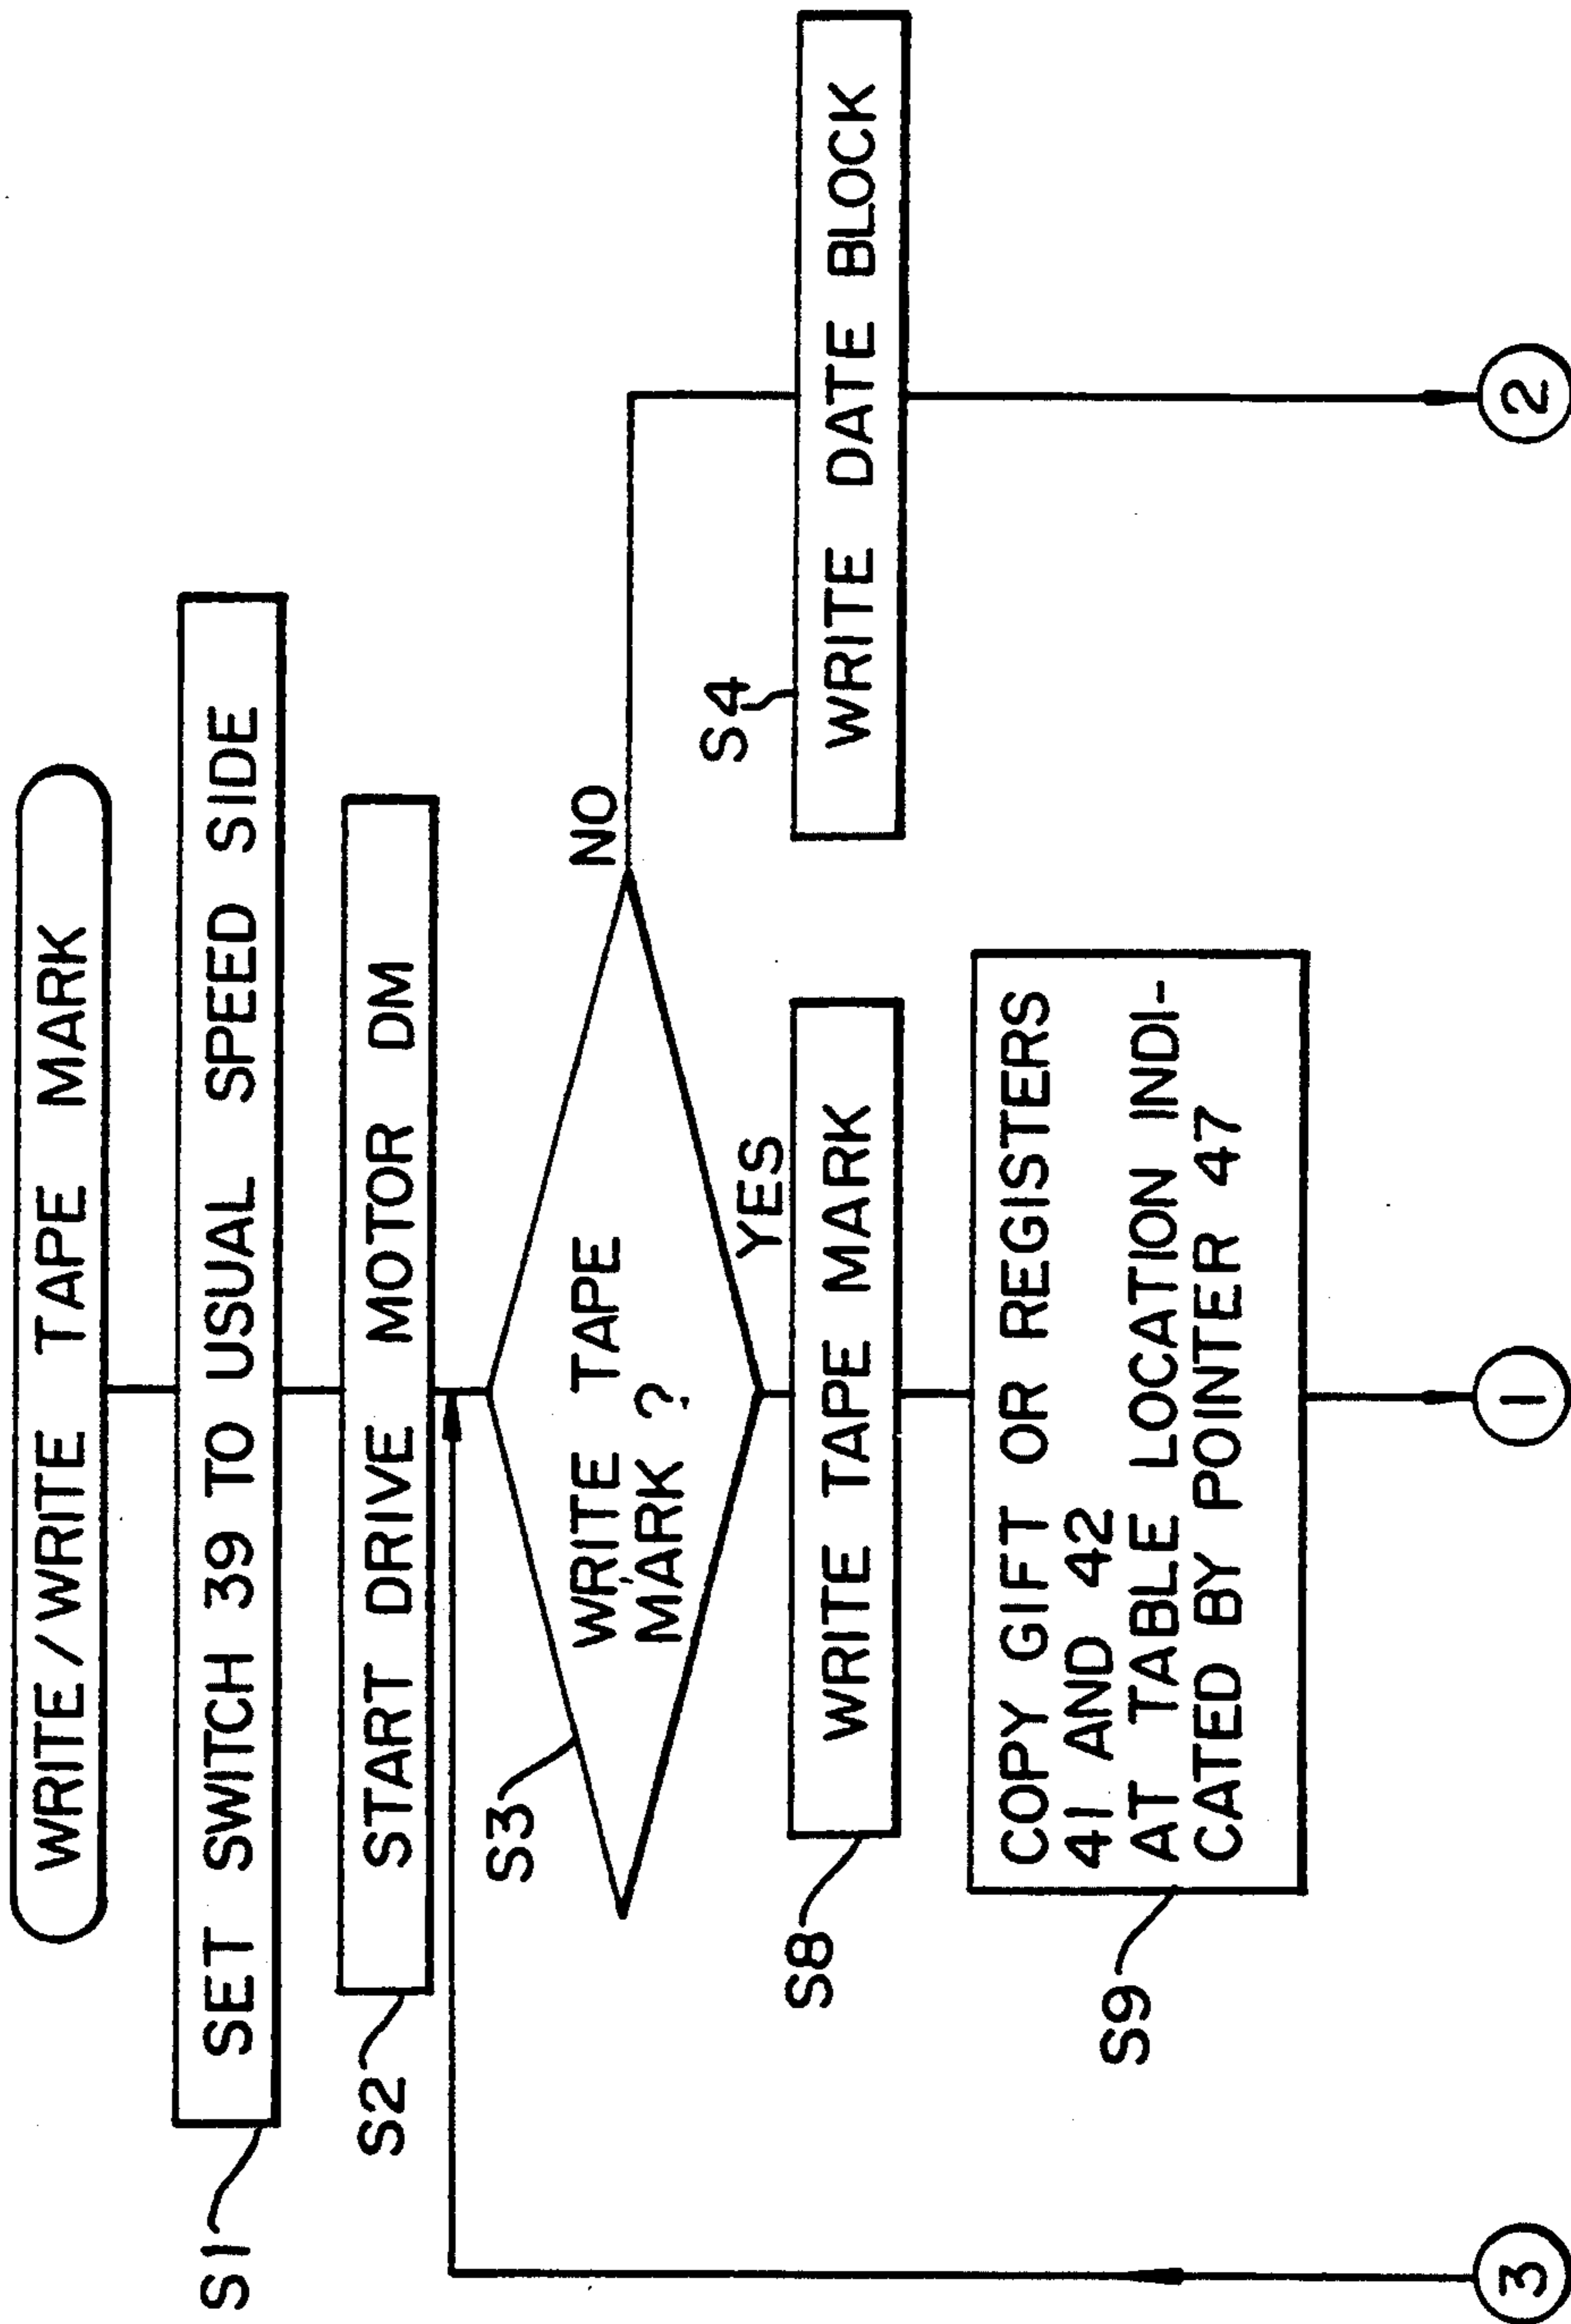 WRITE/WRITE TAPE MARK
S1
SET SWITCH 39 TO USUAL SPEED SIDE
S2
START DRIVE MOTOR DM
S3
WRITE TAPE
MARK ?
NO
YES
S4
WRITE DATE BLOCK
S8
WRITE TAPE MARK
S9
COPY GIFT OR REGISTERS
41 AND 42
AT TABLE LOCATION INDI-
CATED BY POINTER 47
3
1
2